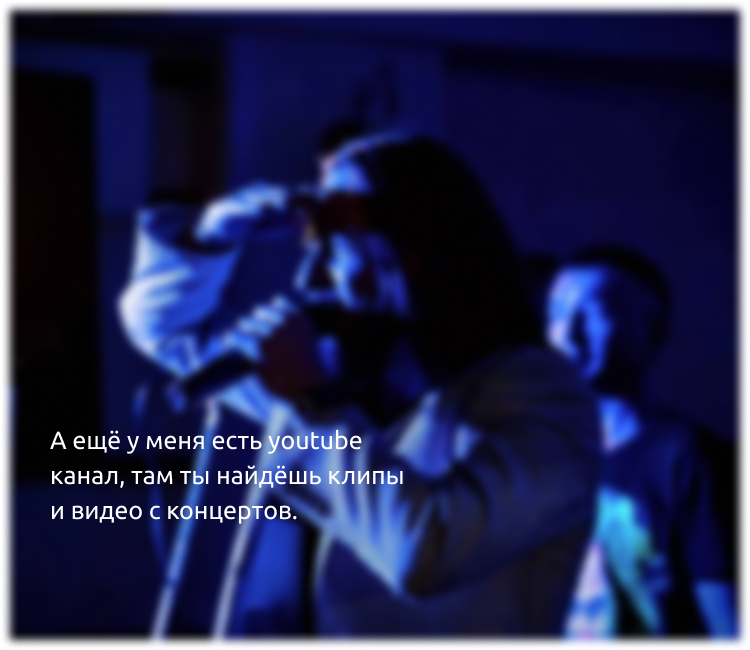 А ещё у меня есть youtube
канал, там ты найдёшь клипы
и видео с концертов.